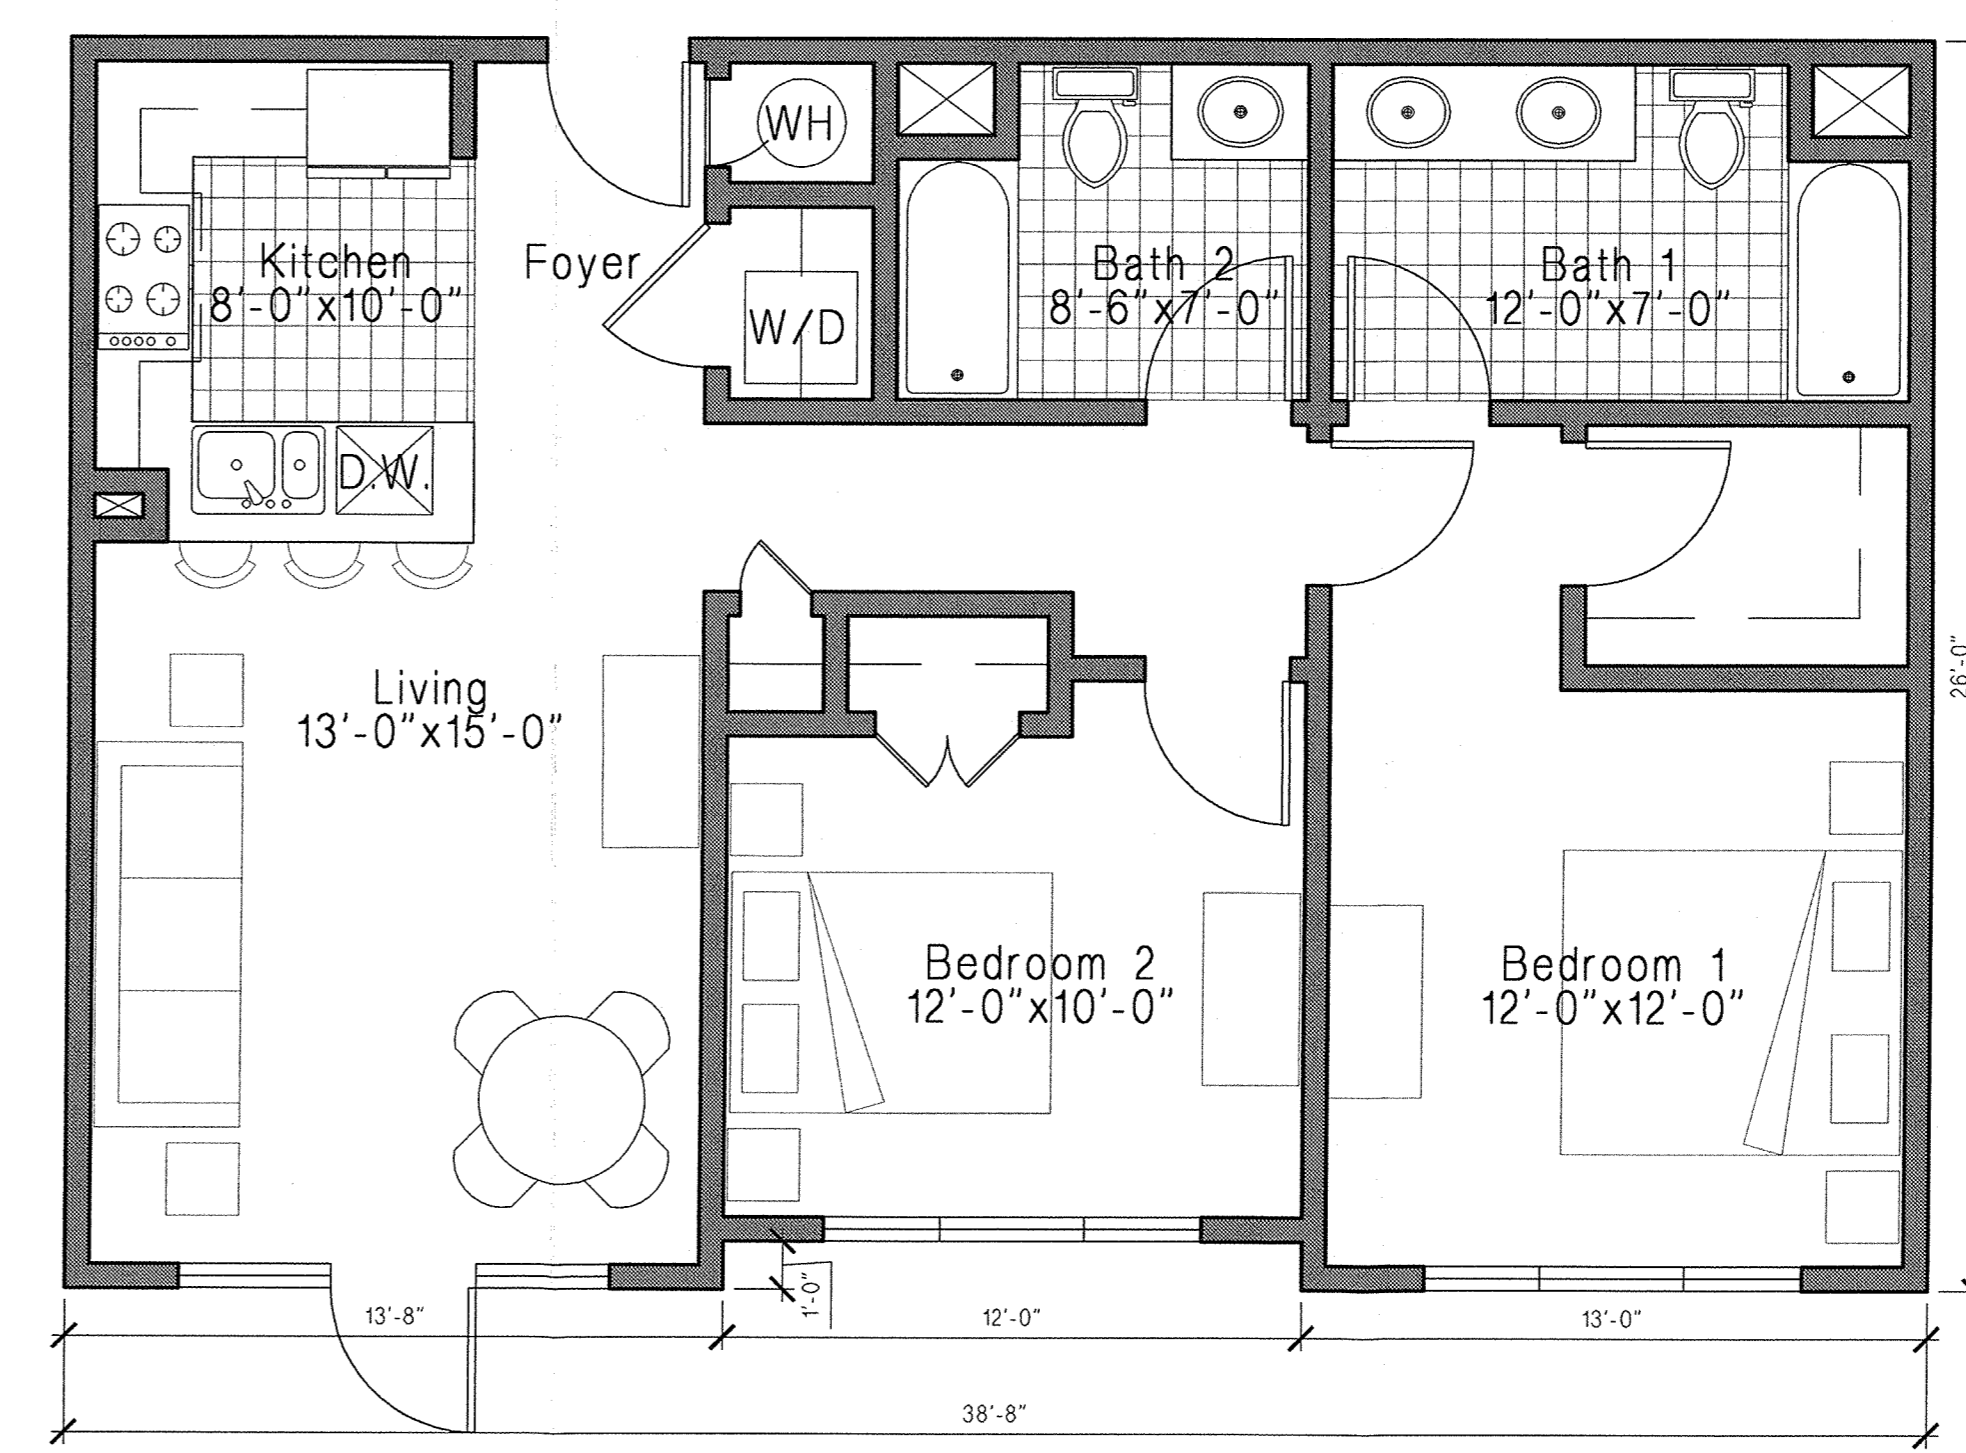 WH
Kitchen
8'-0"x10'-0"
Foyer
W/D
Bath 2
8'-6"x7'-0"
Bath 1
12'-0"x7'-0"
D.W.
Living
13'-0"x15'-0"
26'-0"
Bedroom 2
12'-0"x10'-0"
Bedroom 1
12'-0"x12'-0"
1'-0"
13'-8"
12'-0"
13'-0"
38'-8"